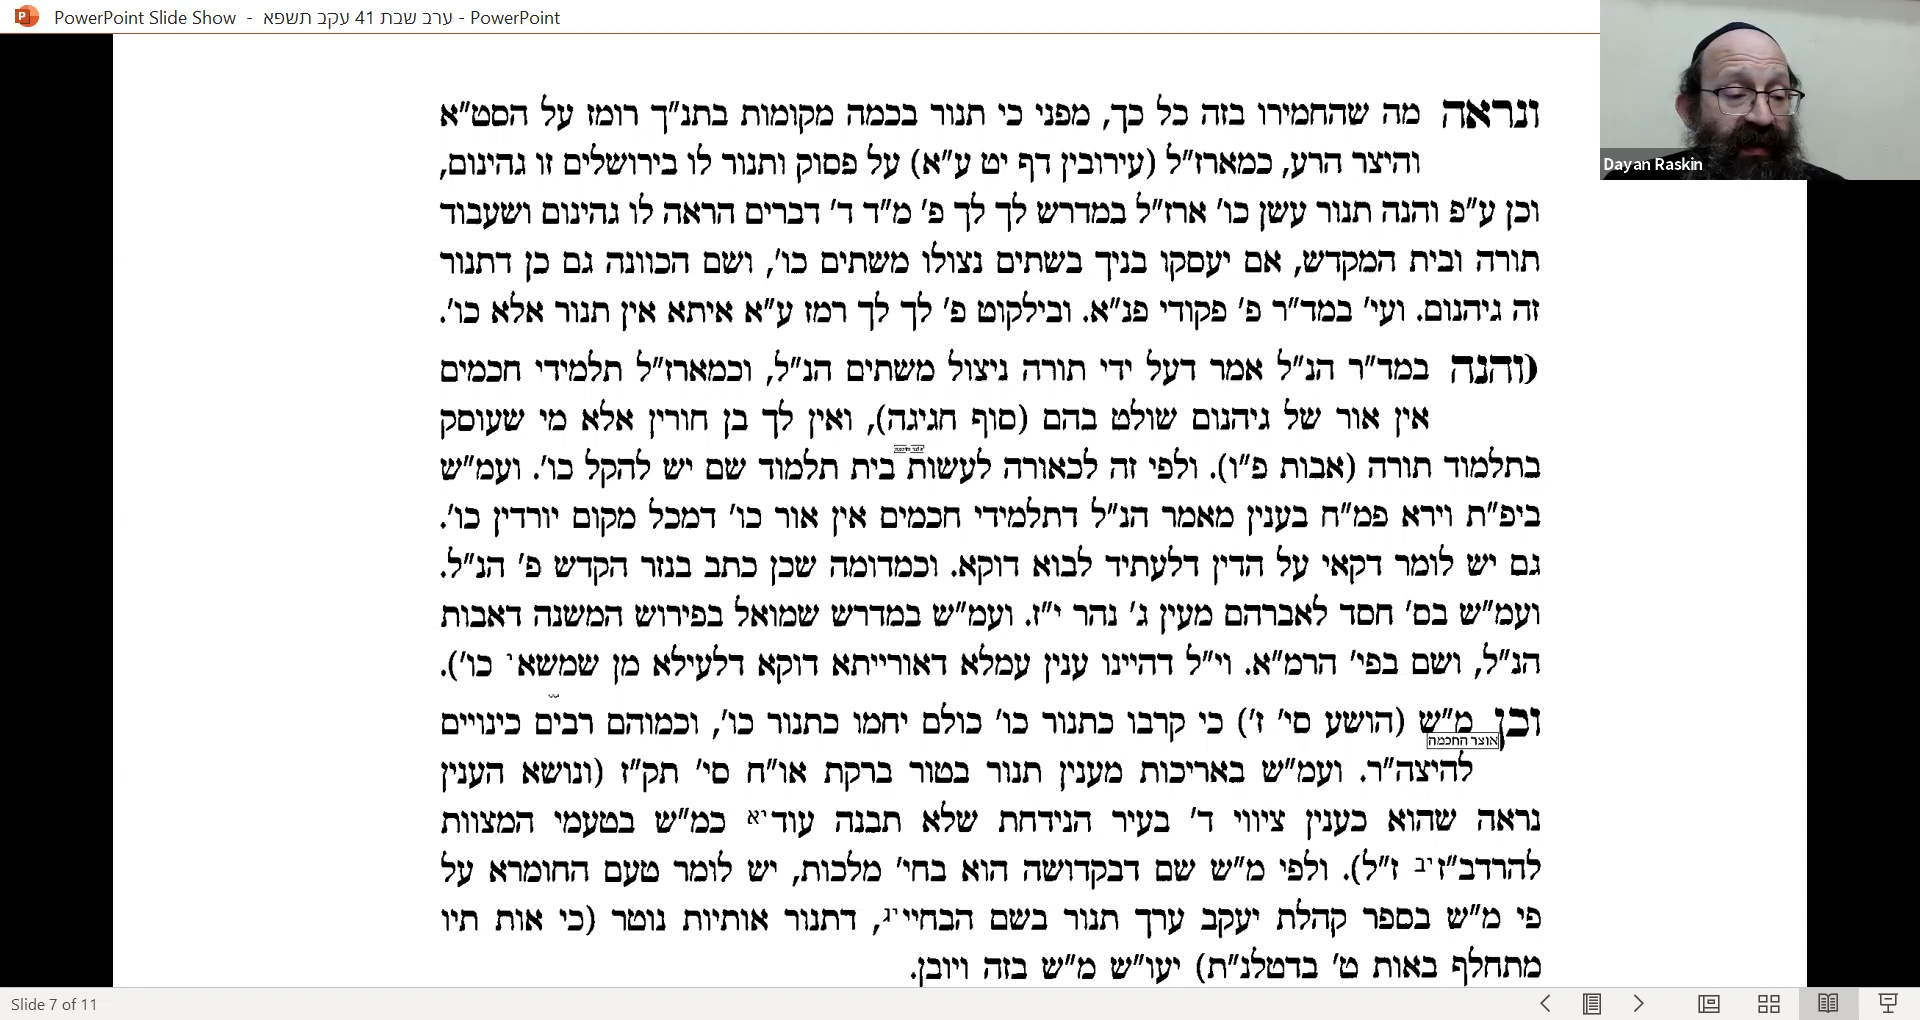 PowerPoint Slide Show - ערב שבת 41 עקב תשפא - PowerPoint
Dayan Raskin
ונראה מה שהחמירו בזה כל כך, מפני כי תנור בכמה מקומות בתנ"ך רומז על הסט"א
והיצר הרע, כמארז"ל (עירובין דף יט ע"א) על פסוק ותנור לו בירושלים זו גהינום,
וכן ע"פ והנה תנור עשן כו' ארז"ל במדרש לך לך פ' מ"ד ד' דברים הראה לו גהינום ושעבוד
תורה ובית המקדש, אם יעסקו בניך בשתים נצולו משתים כו', ושם הכוונה גם כן דתנור
זה גיהנום. ועי' במד"ר פ' פקודי פנ"א. ובילקוט פ' לך לך רמז ע"א איתא אין תנור אלא כו'.
(והנה במד"ר הנ"ל אמר דעל ידי תורה ניצול משתים הנ"ל, וכמארז"ל תלמידי חכמים
אין אור של גיהנום שולט בהם (סוף חגיגה), ואין לך בן חורין אלא מי שעוסק
בתלמוד תורה (אבות פ"ו). ולפי זה לכאורה לעשות בית תלמוד שם יש להקל כו'. ועמ"ש
ביפ"ת וירא פמ"ח בענין מאמר הנ"ל דתלמידי חכמים אין אור כו' דמכל מקום יורדין כו'.
גם יש לומר דקאי על הדין דלעתיד לבוא דוקא. וכמדומה שכן כתב בנזר הקדש פ' הנ"ל.
ועמ"ש בס' חסד לאברהם מעין ג' נהר י"ז. ועמ"ש במדרש שמואל בפירוש המשנה דאבות
הנ"ל, ושם בפי' הרמ"א. וי"ל דהיינו ענין עמלא דאורייתא דוקא דלעילא מן שמשא י כו').
וכן מ"ש (הושע סי' ז') כי קרבו כתנור כו' כולם יחמו כתנור כו', וכמוהם רבים כינויים
אוצר החכמה
להיצה"ר. ועמ"ש באריכות מענין תנור בטור ברקת או"ח סי' תק"ז (ונושא הענין
נראה שהוא כענין ציווי ד' בעיר הנידחת שלא תבנה עוד יא כמ"ש בטעמי המצוות
להרדב"ז יב ז"ל). ולפי מ"ש שם דבקדושה הוא בחי' מלכות, יש לומר טעם החומרא על
פי מ"ש בספר קהלת יעקב ערך תנור בשם הבחיי יג, דתנור אותיות נוטר (כי אות תיו
מתחלף באות ט' בדטלנ"ת) יעו"ש מ"ש בזה ויובן.
Slide 7 of 11